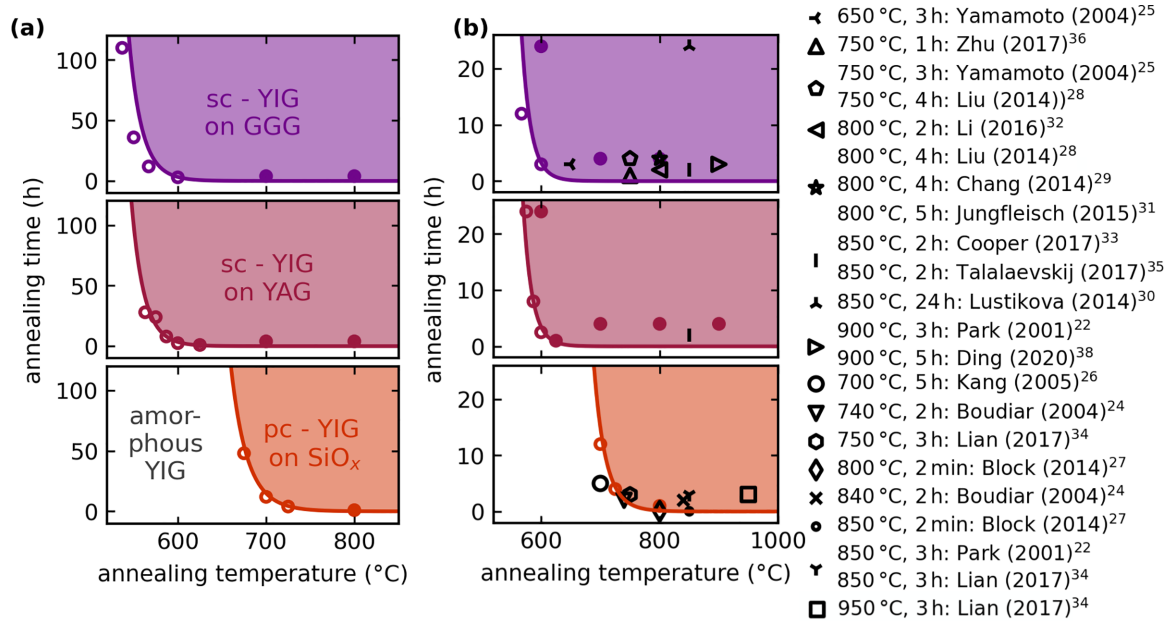 (a)
(b)
annealing time (h)
100
50
0
sc - YIG
on GGG
100
50
0
sc - YIG
on YAG
100
50
0
amor-
phous
YIG
pc - YIG
on SiOₓ
600
700
800
annealing temperature (°C)
annealing time (h)
20
10
0
20
10
0
20
10
0
600
800
1000
annealing temperature (°C)
650 °C, 3 h: Yamamoto (2004)²⁵
750 °C, 1 h: Zhu (2017)³⁶
750 °C, 3 h: Yamamoto (2004)²⁵
750 °C, 4 h: Liu (2014))²⁸
800 °C, 2 h: Li (2016)³²
800 °C, 4 h: Liu (2014)²⁸
800 °C, 4 h: Chang (2014)²⁹
800 °C, 5 h: Jungfleisch (2015)³¹
850 °C, 2 h: Cooper (2017)³³
850 °C, 2 h: Talalaevskij (2017)³⁵
850 °C, 24 h: Lustikova (2014)³⁰
900 °C, 3 h: Park (2001)²²
900 °C, 5 h: Ding (2020)³⁸
700 °C, 5 h: Kang (2005)²⁶
740 °C, 2 h: Boudiar (2004)²⁴
750 °C, 3 h: Lian (2017)³⁴
800 °C, 2 min: Block (2014)²⁷
840 °C, 2 h: Boudiar (2004)²⁴
850 °C, 2 min: Block (2014)²⁷
850 °C, 3 h: Park (2001)²²
850 °C, 3 h: Lian (2017)³⁴
950 °C, 3 h: Lian (2017)³⁴